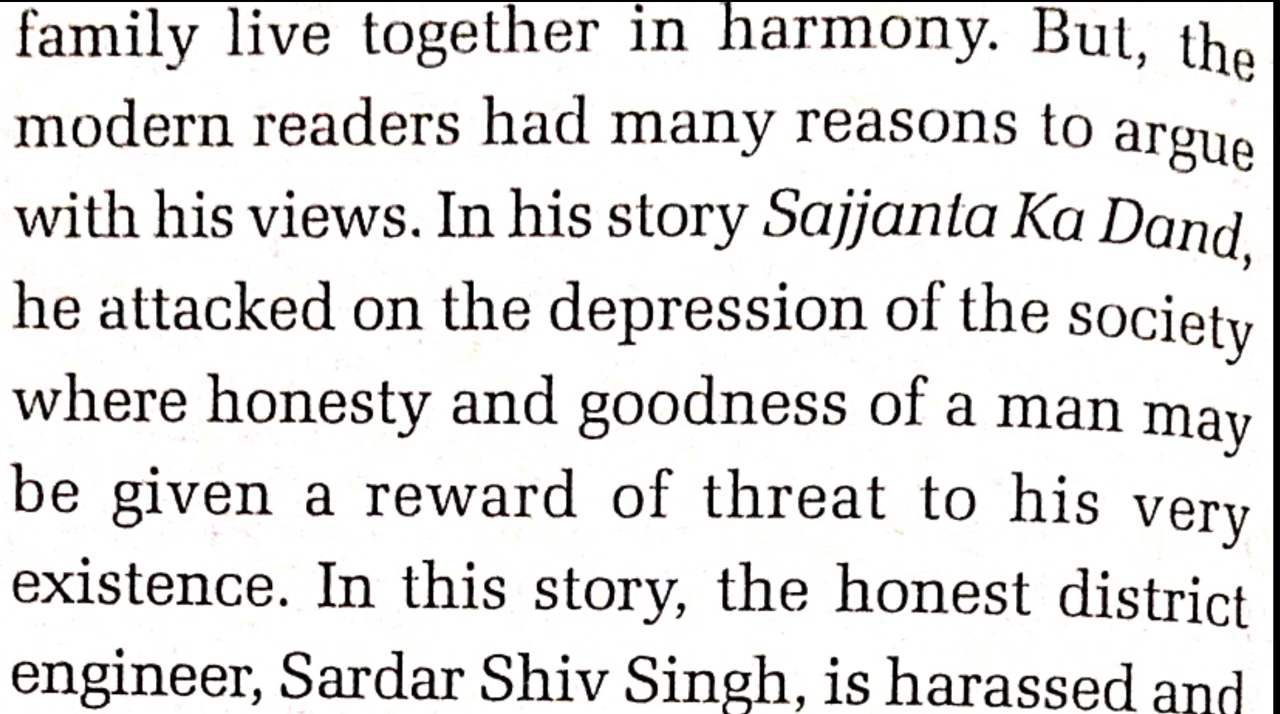 family live together in harmony. But, the
modern readers had many reasons to argue
with his views. In his story Sajjanta Ka Dand,
he attacked on the depression of the society
where honesty and goodness of a man may
be given a reward of threat to his very
existence. In this story, the honest district
engineer, Sardar Shiv Singh, is harassed and